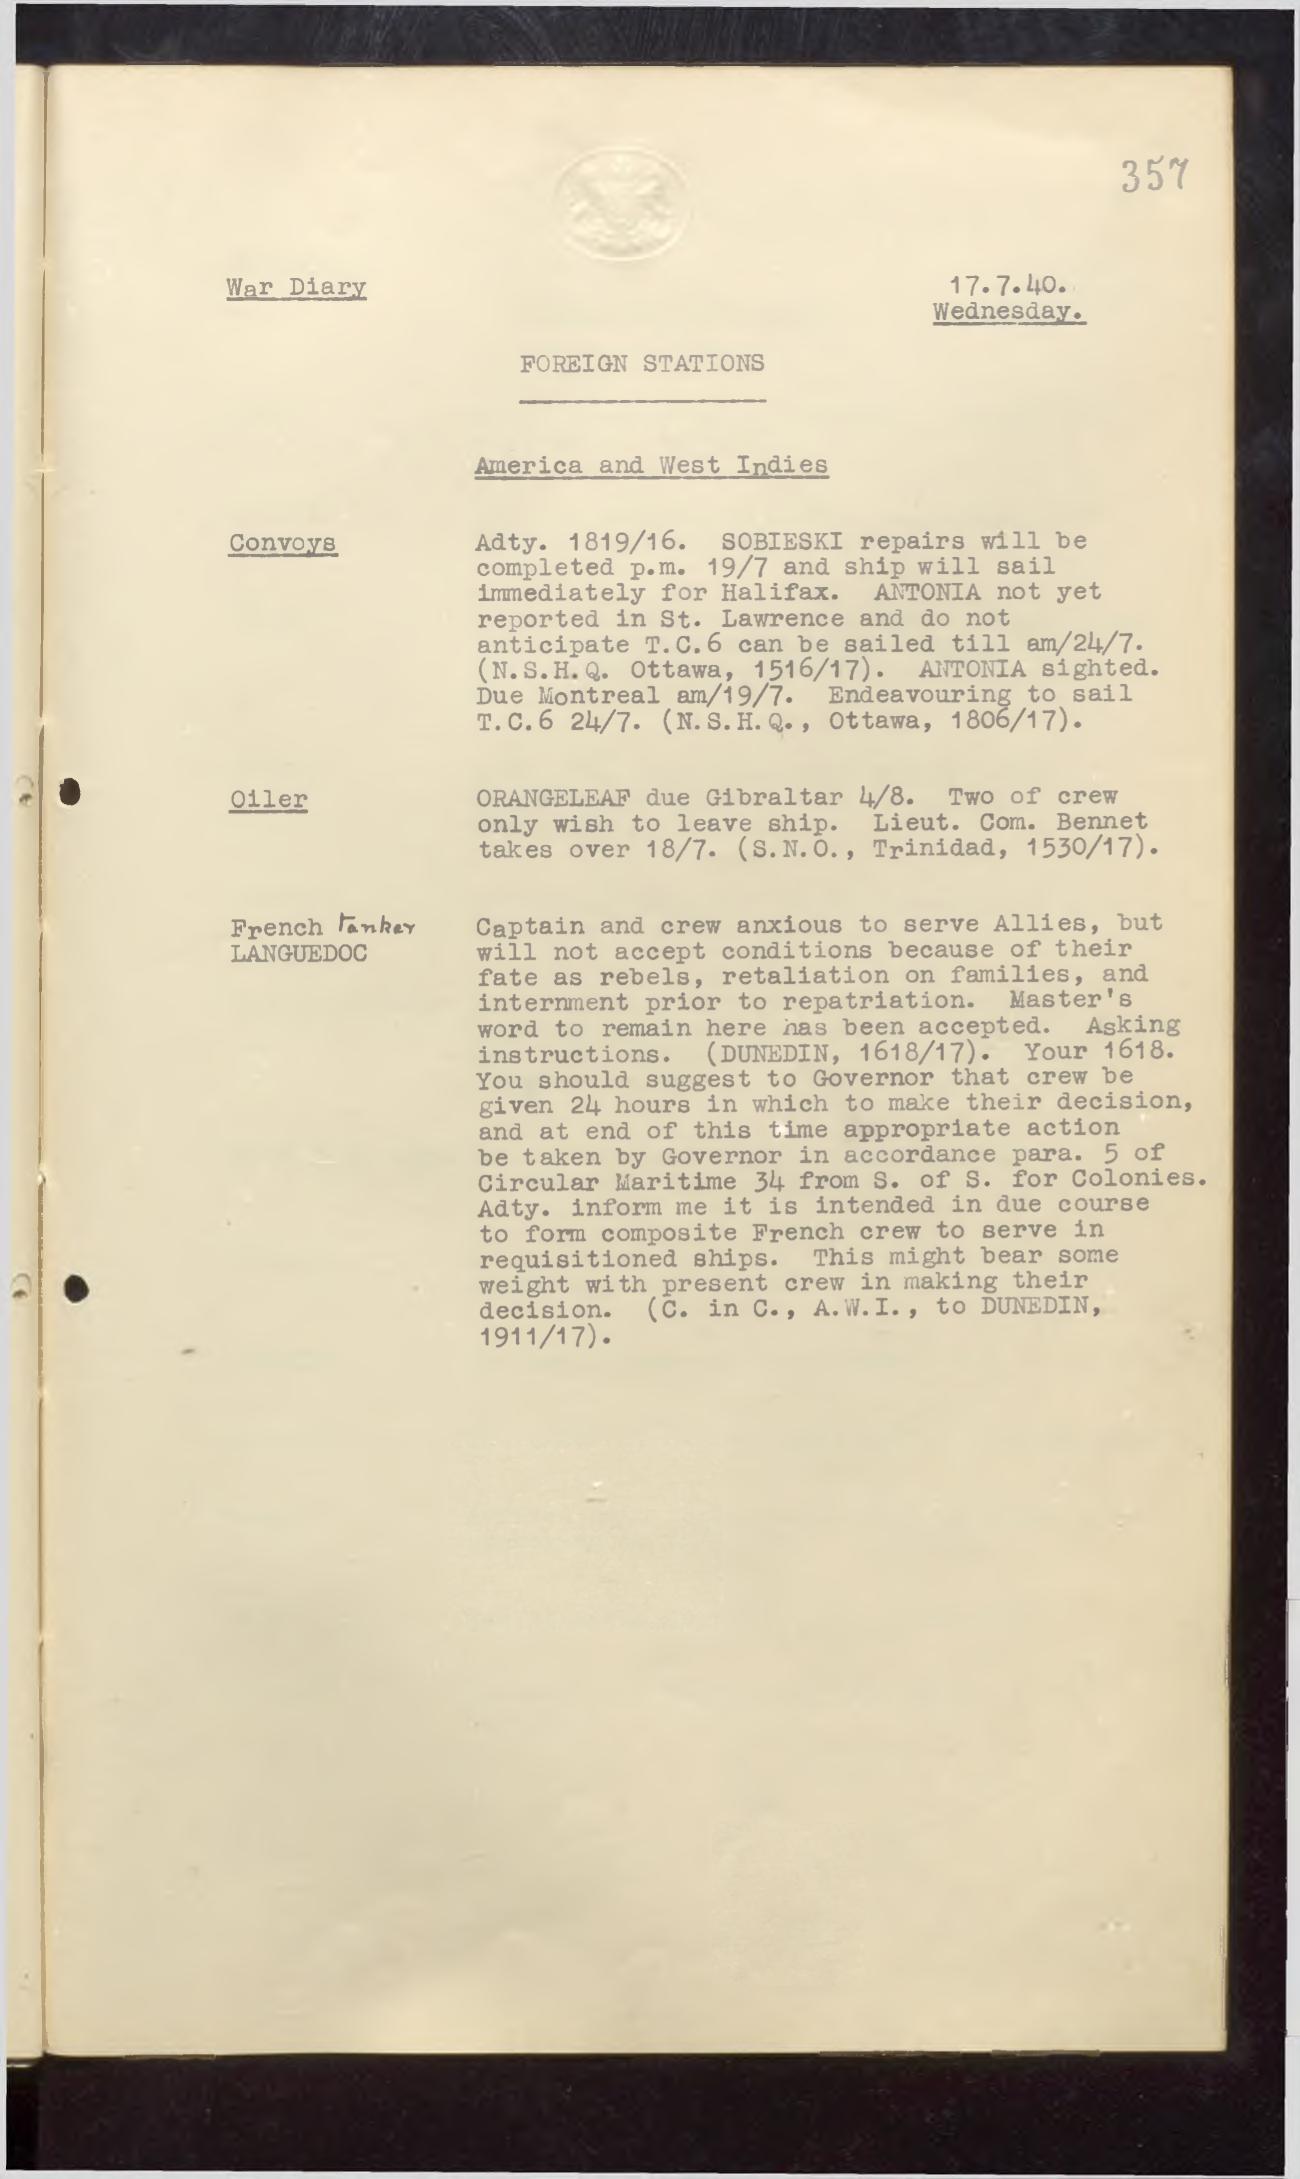 357
War Diary
17.7.40.
Wednesday.
FOREIGN STATIONS
America and West Indies
Convoys
Adty. 1819/16. SOBIESKI repairs will be
completed p.m. 19/7 and ship will sail
immediately for Halifax. ANTONIA not yet
reported in St. Lawrence and do not
anticipate T.C.6 can be sailed till am/24/7.
(N.S.H.Q. Ottawa, 1516/17). ANTONIA sighted.
Due Montreal am/19/7. Endeavouring to sail
T.C.6 24/7. (N.S.H.Q., Ottawa, 1806/17).
Oiler
ORANGELEAF due Gibraltar 4/8. Two of crew
only wish to leave ship. Lieut. Com. Bennet
takes over 18/7. (S.N.O., Trinidad, 1530/17).
French Tanker
LANGUEDOC
Captain and crew anxious to serve Allies, but
will not accept conditions because of their
fate as rebels, retaliation on families, and
internment prior to repatriation. Master's
word to remain here has been accepted. Asking
instructions. (DUNEDIN, 1618/17). Your 1618.
You should suggest to Governor that crew be
given 24 hours in which to make their decision,
and at end of this time appropriate action
be taken by Governor in accordance para. 5 of
Circular Maritime 34 from S. of S. for Colonies.
Adty. inform me it is intended in due course
to form composite French crew to serve in
requisitioned ships. This might bear some
weight with present crew in making their
decision. (C. in C., A.W.I., to DUNEDIN,
1911/17).